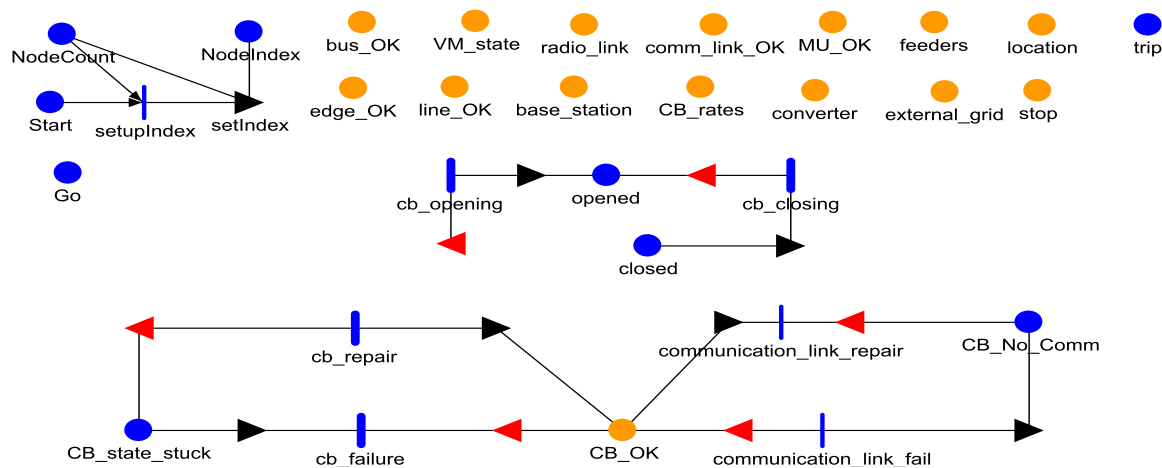 bus_OK
VM_state
radio_link
comm_link_OK
MU_OK
feeders
location
trip
NodeCount
NodeIndex
edge_OK
line_OK
base_station
CB_rates
converter
external_grid
stop
Start
setupIndex
setIndex
Go
cb_opening
opened
cb_closing
closed
cb_repair
communication_link_repair
CB_No_Comm
CB_state_stuck
cb_failure
CB_OK
communication_link_fail